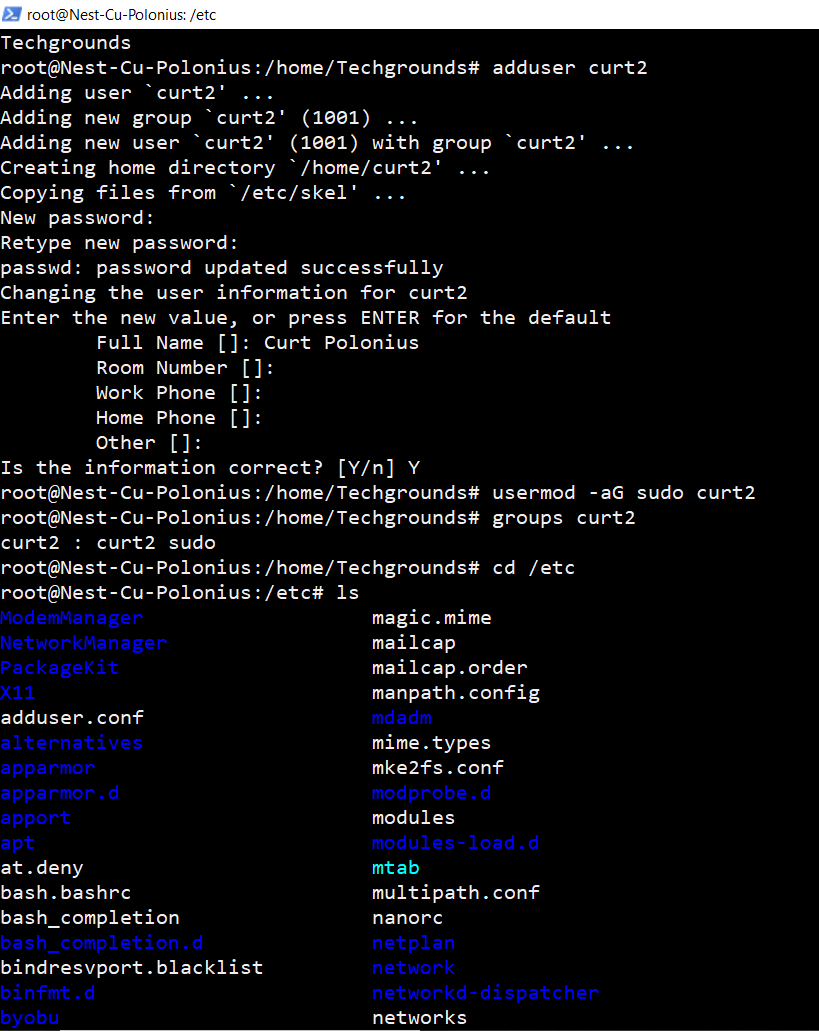 root@Nest-Cu-Polonius: /etc
Techgrounds
root@Nest-Cu-Polonius:/home/Techgrounds# adduser curt2
Adding user `curt2' ...
Adding new group `curt2' (1001) ...
Adding new user `curt2' (1001) with group `curt2' ...
Creating home directory `/home/curt2' ...
Copying files from `/etc/skel' ...
New password:
Retype new password:
passwd: password updated successfully
Changing the user information for curt2
Enter the new value, or press ENTER for the default
        Full Name []: Curt Polonius
        Room Number []:
        Work Phone []:
        Home Phone []:
        Other []:
Is the information correct? [Y/n] Y
root@Nest-Cu-Polonius:/home/Techgrounds# usermod -aG sudo curt2
root@Nest-Cu-Polonius:/home/Techgrounds# groups curt2
curt2 : curt2 sudo
root@Nest-Cu-Polonius:/home/Techgrounds# cd /etc
root@Nest-Cu-Polonius:/etc# ls
ModemManager                   magic.mime
NetworkManager                 mailcap
PackageKit                     mailcap.order
X11                            manpath.config
adduser.conf                   mdadm
alternatives                   mime.types
apparmor                       mke2fs.conf
apparmor.d                     modprobe.d
apport                         modules
apt                            modules-load.d
at.deny                        mtab
bash.bashrc                    multipath.conf
bash_completion                nanorc
bash_completion.d              netplan
bindresvport.blacklist         network
binfmt.d                       networkd-dispatcher
byobu                          networks